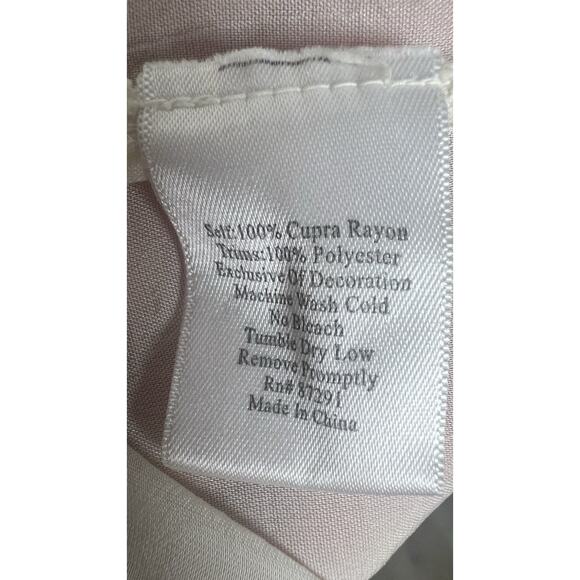 Self:100% Cupra Rayon
Trims:100% Polyester
Exclusive Of Decoration
Machine Wash Cold
No Bleach
Tumble Dry Low
Remove Promptly
Rn# 87291
Made In China